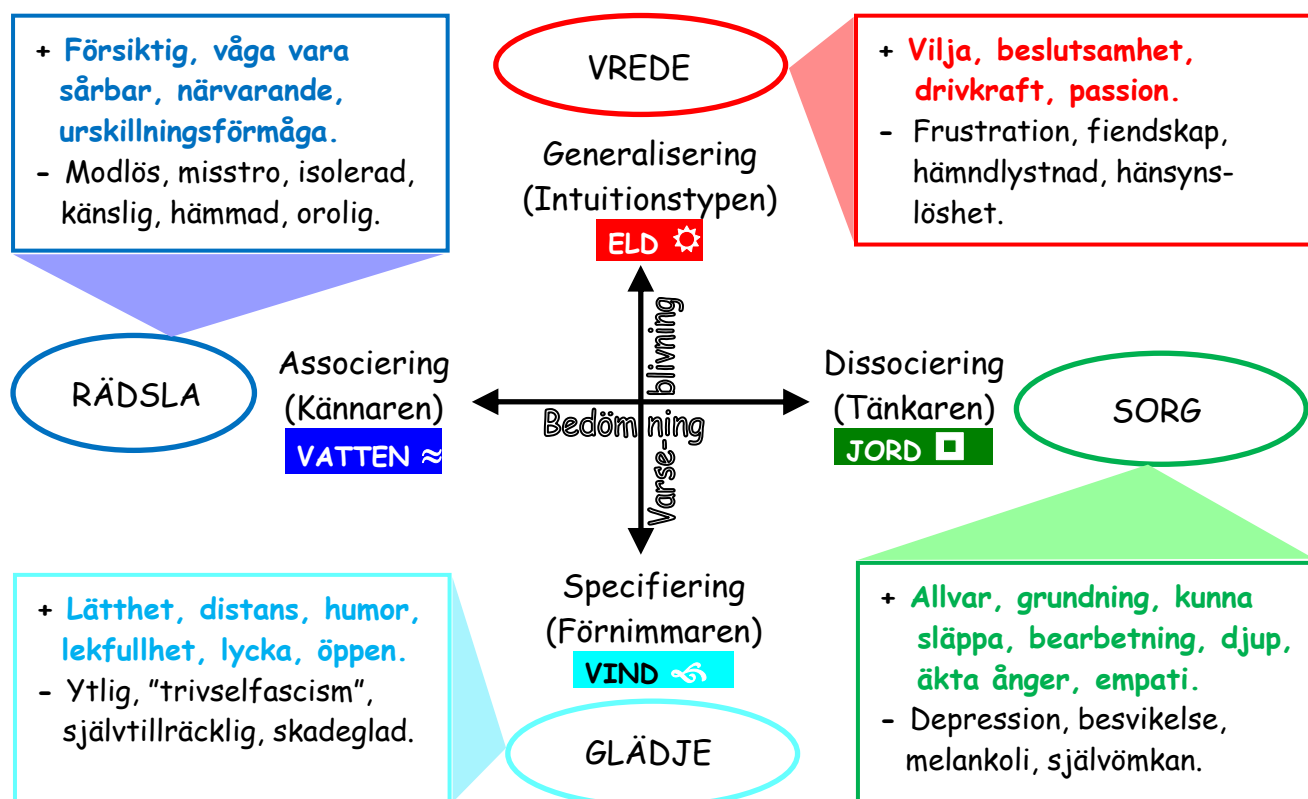 + Försiktig, våga vara
sårbar, närvarande,
urskillningsförmåga.
- Modlös, misstro, isolerad,
känslig, hämmad, orolig.
VREDE
Generalisering
(Intuitionstypen)
ELD
+ Vilja, beslutsamhet,
drivkraft, passion.
- Frustration, fiendskap,
hämndlystnad, hänsyns-
löshet.
RÄDSLA
Associering
(Kännaren)
VATTEN ≈
Bedömning
Varse-blivning
Dissociering
(Tänkaren)
JORD
SORG
+ Lätthet, distans, humor,
lekfullhet, lycka, öppen.
- Ytlig, ”trivselfascism”,
självtillräcklig, skadeglad.
Specifiering
(Förnimmaren)
VIND
GLÄDJE
+ Allvar, grundning, kunna
släppa, bearbetning, djup,
äkta ånger, empati.
- Depression, besvikelse,
melankoli, självömkan.